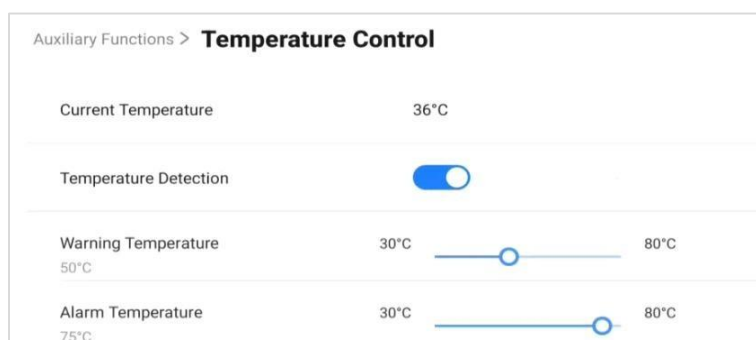 Auxiliary Functions > Temperature Control
Current Temperature 36°C
Temperature Detection
Warning Temperature 30°C 80°C
50°C
Alarm Temperature 30°C 80°C
75°C